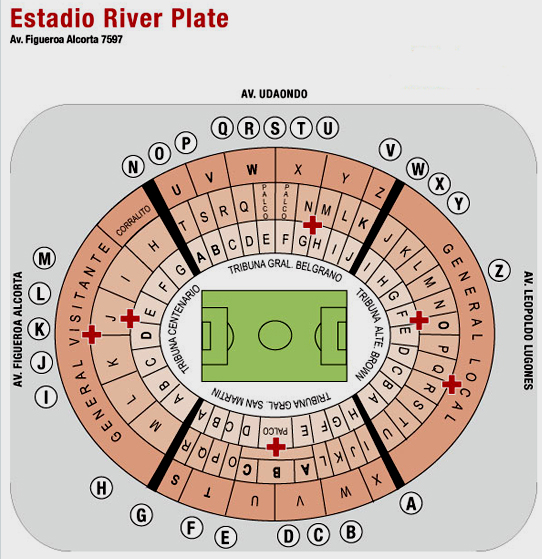 Estadio River Plate
Av. Figueroa Alcorta 7597
AV. UDAONDO
N O P Q R S T U V W X Y Z
AV. FIGUEROA ALCORTA
M L K J I H G
AV. LEOPOLDO LUGONES
F E D C B A
U V W X Y Z
CORRALITO
GENERAL VISITANTE
GENERAL LOCAL
T S R Q PALCO PALCO N M L K
A B C D E F G H I J
H I J K L M
G F E D C B A
J K L M N O P Q R S T U
I H G F E D C B A
TRIBUNA GRAL. BELGRANO
TRIBUNA CENTENARIO
TRIBUNA ALTE. BROWN
TRIBUNA GRAL. SAN MARTIN
A B C D PALCO E F G H
R Q P O C B A L K J I
S T U V W X